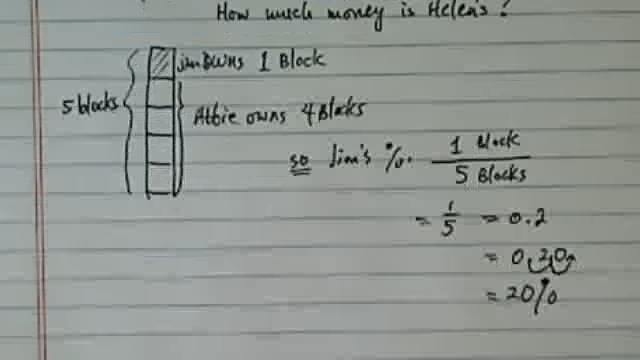 How much money is Helen's?
Jim owns 1 Block
5 blocks
Albie owns 4 Blocks
so Jim's %. 1 Block
5 Blocks
= 1/5 = 0.2
= 0.20
= 20%